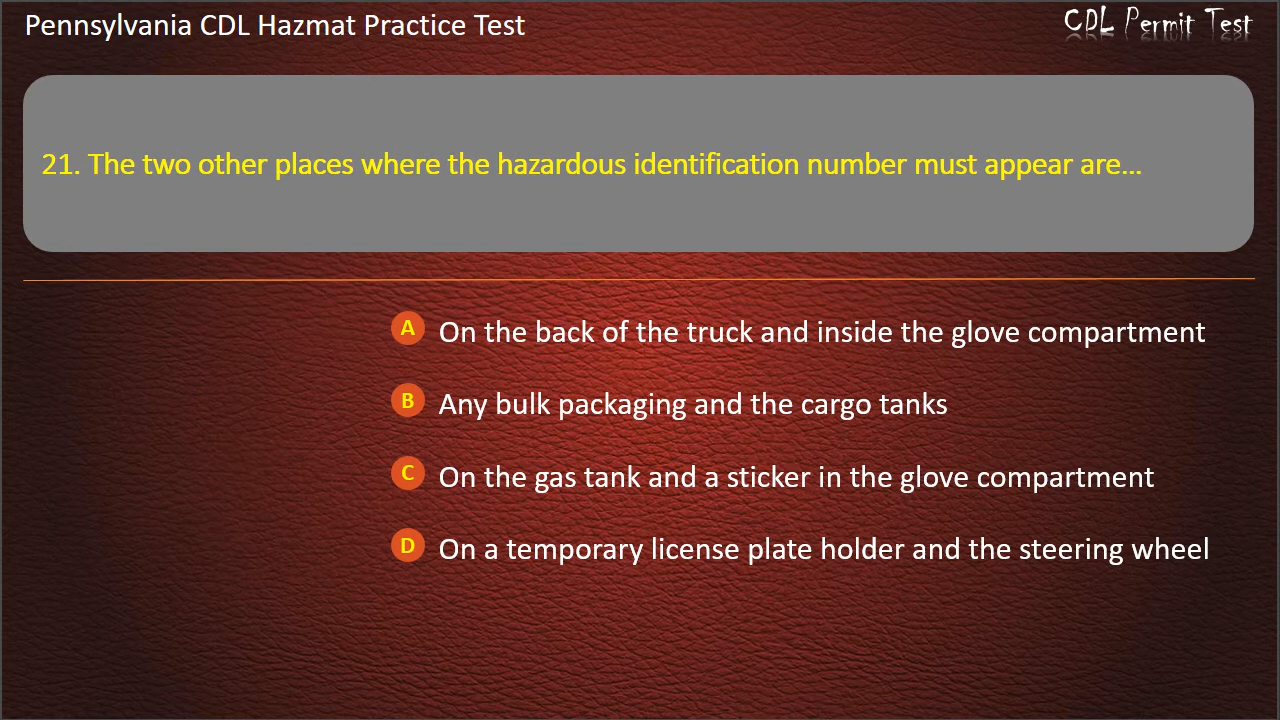 Pennsylvania CDL Hazmat Practice Test
CDL Permit Test
21. The two other places where the hazardous identification number must appear are...
A On the back of the truck and inside the glove compartment
B Any bulk packaging and the cargo tanks
C On the gas tank and a sticker in the glove compartment
D On a temporary license plate holder and the steering wheel